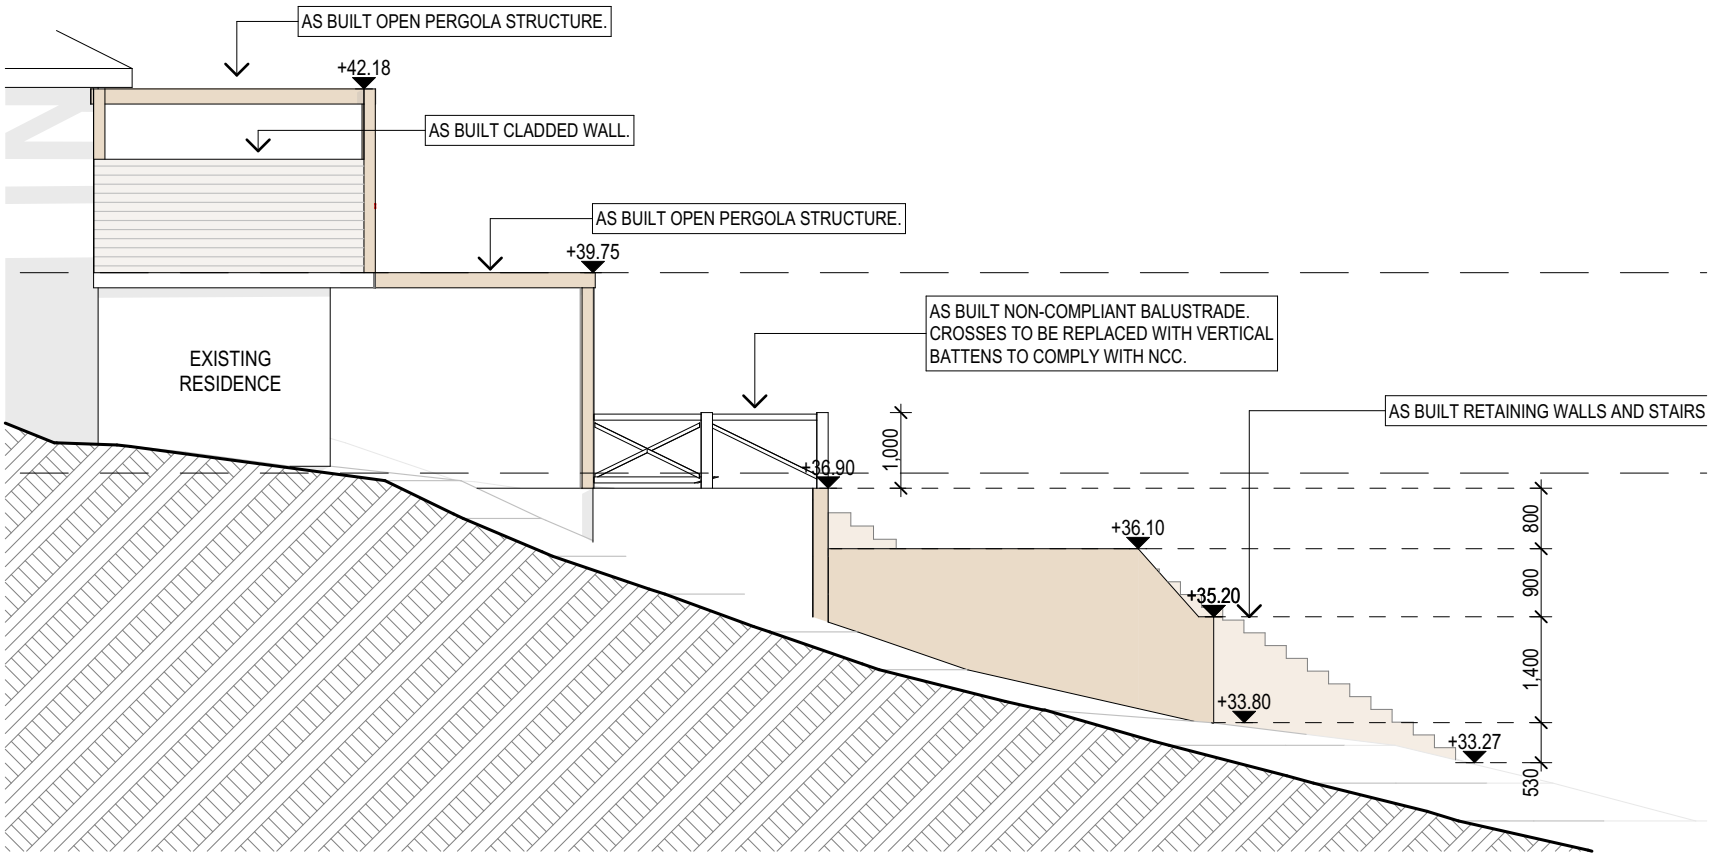 AS BUILT OPEN PERGOLA STRUCTURE.
+42.18
AS BUILT CLADDED WALL.
AS BUILT OPEN PERGOLA STRUCTURE.
+39.75
AS BUILT NON-COMPLIANT BALUSTRADE.
CROSSES TO BE REPLACED WITH VERTICAL
BATTENS TO COMPLY WITH NCC.
EXISTING
RESIDENCE
AS BUILT RETAINING WALLS AND STAIRS
1,000
+36.90
800
+36.10
900
+35.20
1,400
+33.80
+33.27
530